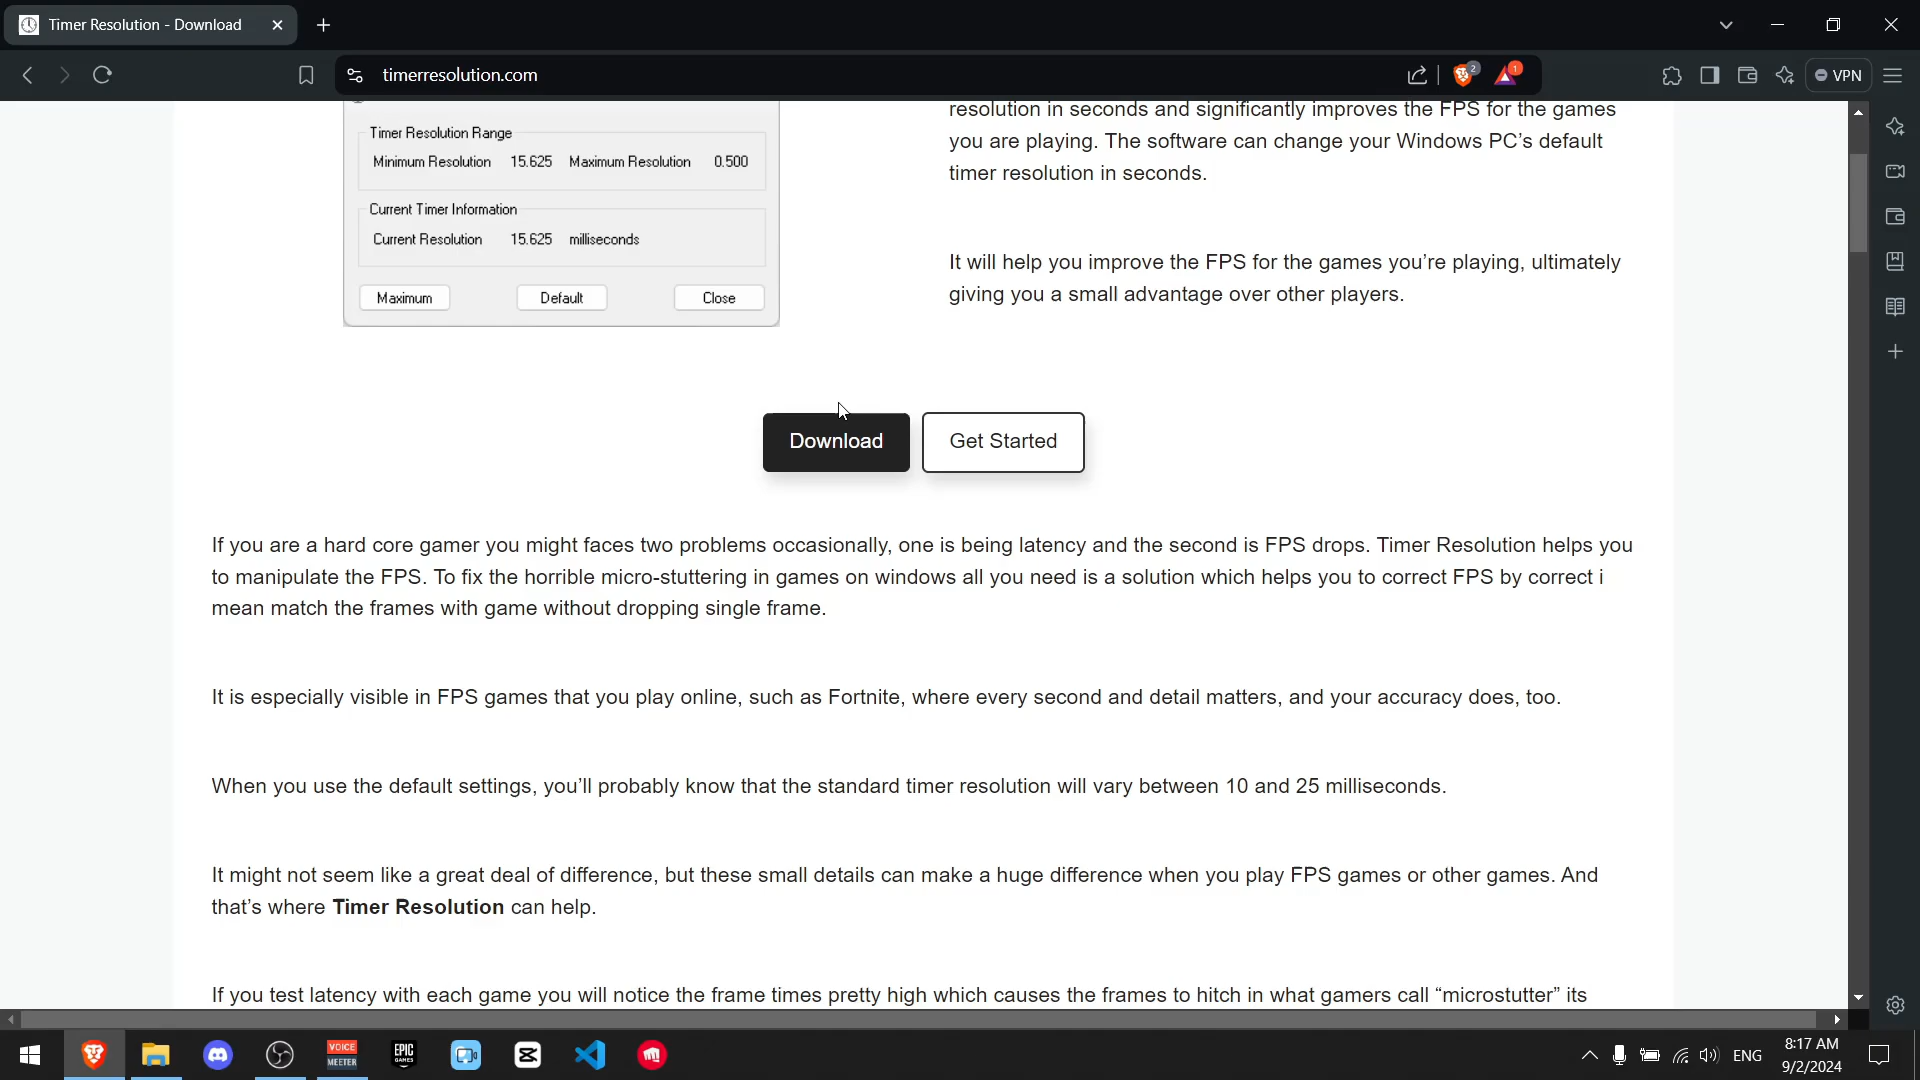 Timer Resolution - Download
timerresolution.com
2
1
VPN
Timer Resolution Range
Minimum Resolution 15.625 Maximum Resolution 0.500
Current Timer Information
Current Resolution 15.625 milliseconds
Maximum Default Close
resolution in seconds and significantly improves the FPS for the games
you are playing. The software can change your Windows PC’s default
timer resolution in seconds.
It will help you improve the FPS for the games you’re playing, ultimately
giving you a small advantage over other players.
Download Get Started
If you are a hard core gamer you might faces two problems occasionally, one is being latency and the second is FPS drops. Timer Resolution helps you
to manipulate the FPS. To fix the horrible micro-stuttering in games on windows all you need is a solution which helps you to correct FPS by correct i
mean match the frames with game without dropping single frame.
It is especially visible in FPS games that you play online, such as Fortnite, where every second and detail matters, and your accuracy does, too.
When you use the default settings, you’ll probably know that the standard timer resolution will vary between 10 and 25 milliseconds.
It might not seem like a great deal of difference, but these small details can make a huge difference when you play FPS games or other games. And
that’s where Timer Resolution can help.
If you test latency with each game you will notice the frame times pretty high which causes the frames to hitch in what gamers call “microstutter” its
VOICE
MEETER
EPIC
GAMES
ENG
8:17 AM
9/2/2024